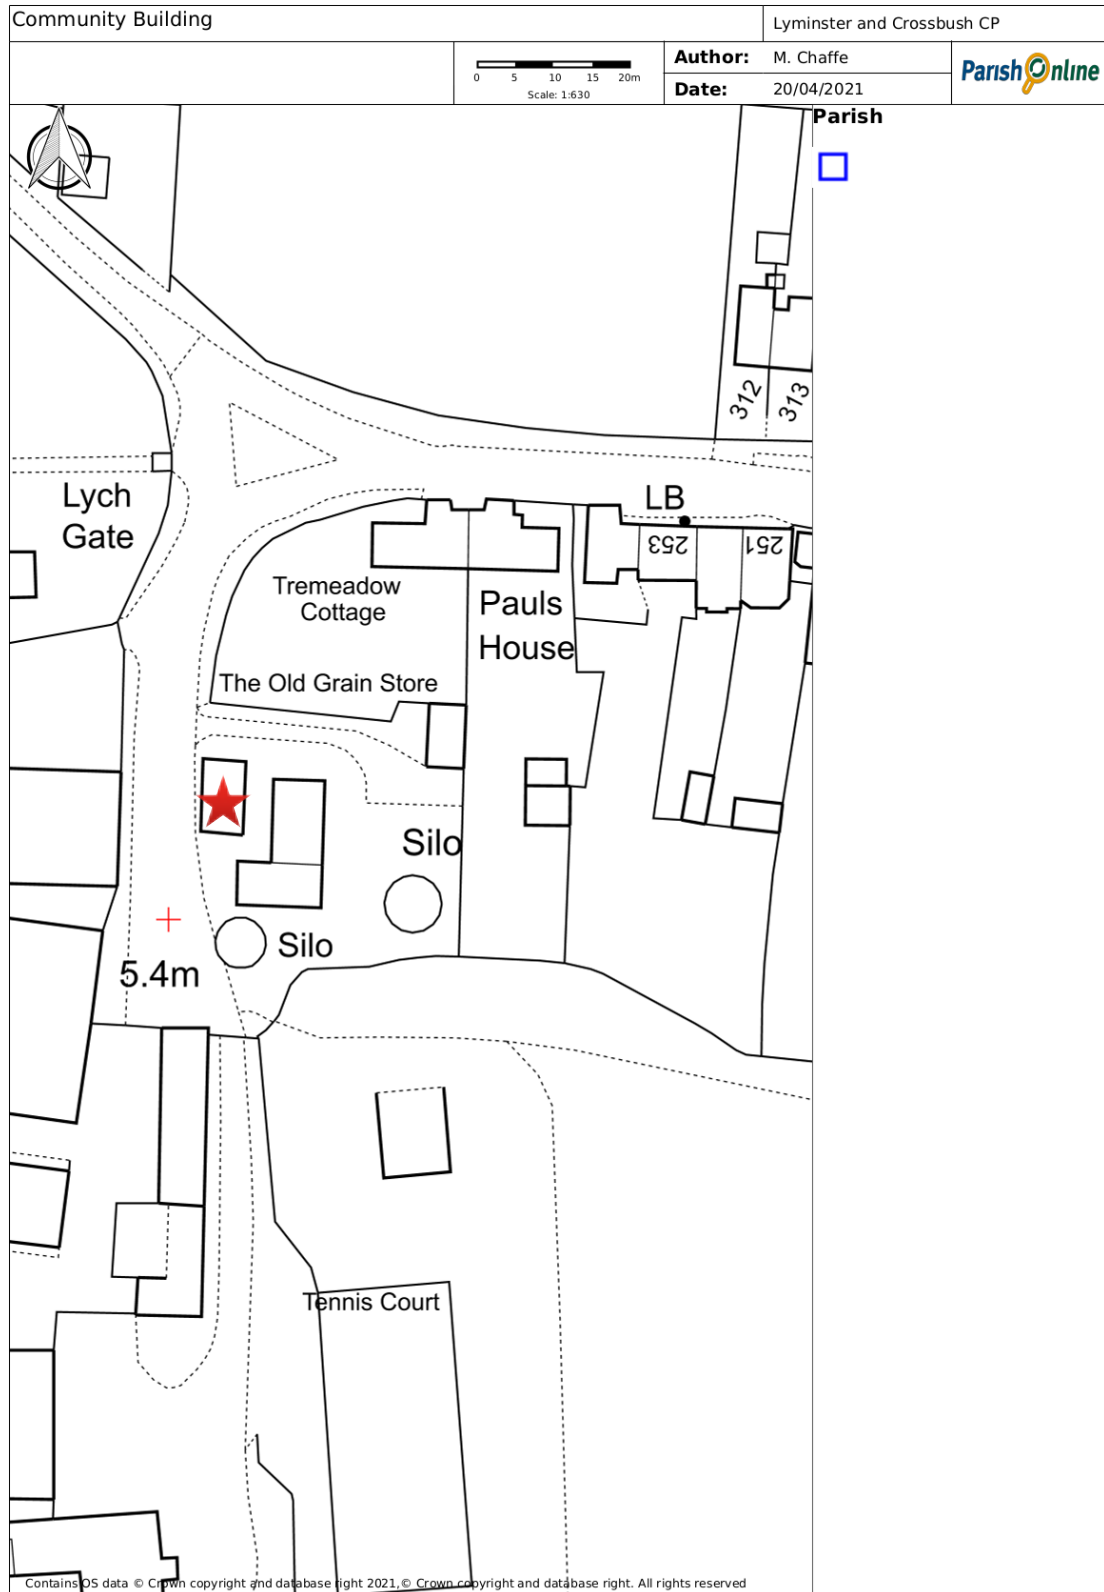 Community Building
Lyminster and Crossbush CP
0 5 10 15 20m
Scale: 1:630
Author: M. Chaffe
Date: 20/04/2021
Parish Online
Parish
312
313
Lych
Gate
LB
253
251
Tremeadow
Cottage
Pauls
House
The Old Grain Store
Silo
Silo
5.4m
Tennis Court
Contains OS data © Crown copyright and database right 2021,© Crown copyright and database right. All rights reserved